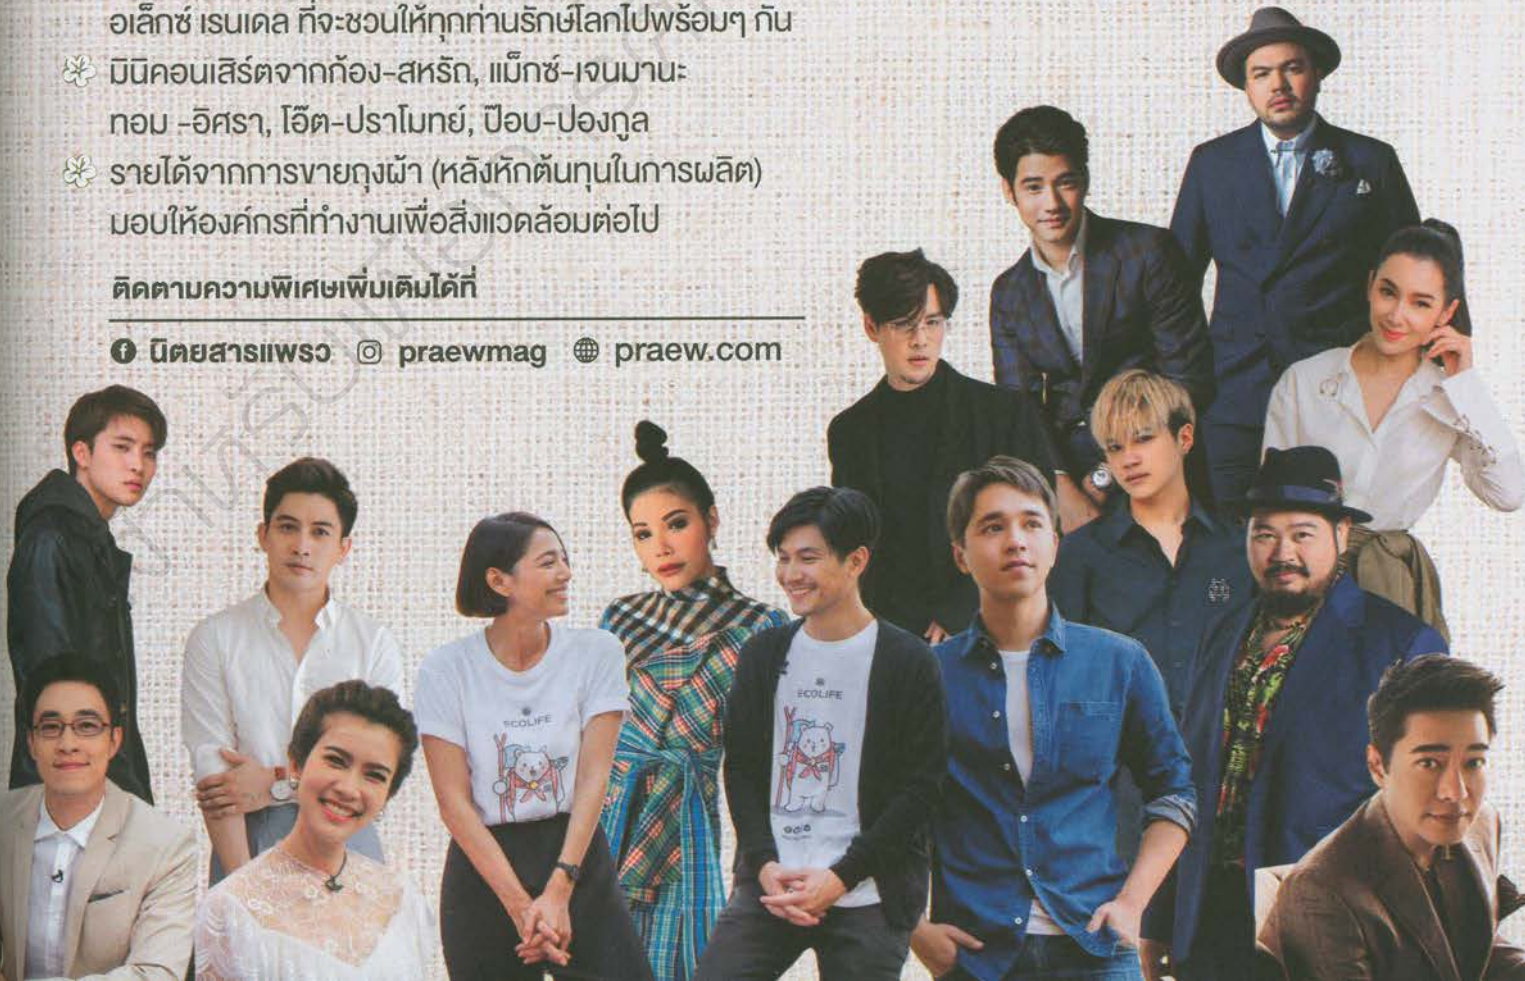 อเล็กซ์ เรนเดล ที่จะชวนให้ทุกท่านรักษ์โลกไปพร้อมๆ กัน
มินิคอนเสิร์ตจากก้อง-สหรัถ, แม็กซ์-เจนมานะ
ทอม -อิศรา, โอ๊ต-ปราโมทย์, ป๊อบ-ปองกูล
รายได้จากการขายถุงผ้า (หลังหักต้นทุนในการผลิต)
มอบให้องค์กรที่ทำงานเพื่อสิ่งแวดล้อมต่อไป
ติดตามความพิเศษเพิ่มเติมได้ที่
นิตยสารแพรว praewmag praew.com
ECOLIFE
ECOLIFE